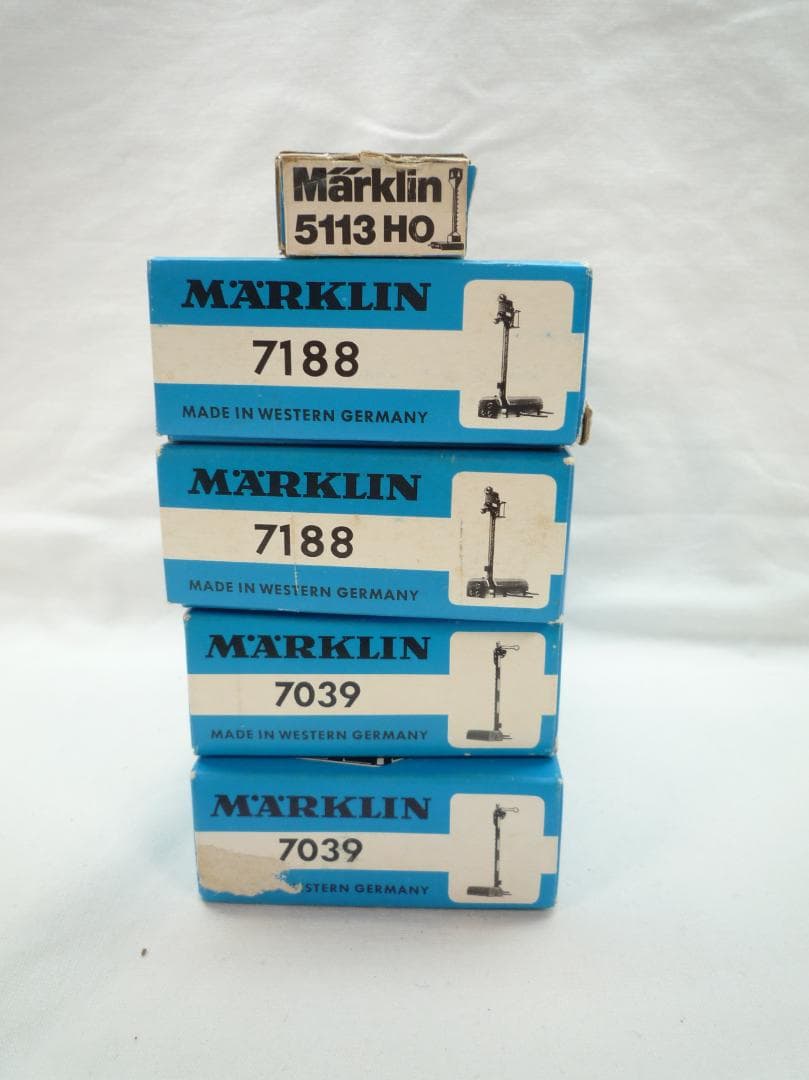 Märklin
5113 HO
MÄRKLIN
7188
MADE IN WESTERN GERMANY
MÄRKLIN
7188
MADE IN WESTERN GERMANY
MÄRKLIN
7039
MADE IN WESTERN GERMANY
MÄRKLIN
7039
STERN GERMANY